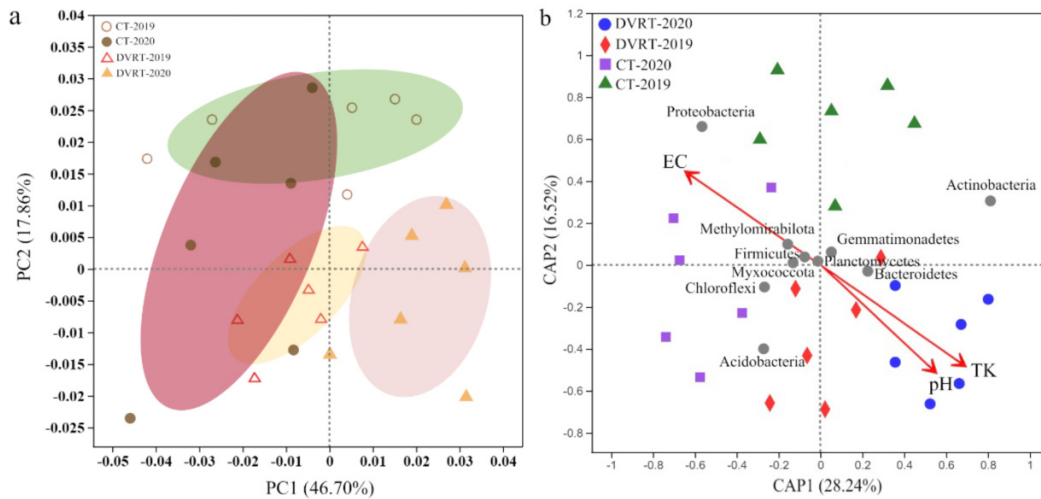 a
CT-2019
CT-2020
DVRT-2019
DVRT-2020
0.04
0.035
0.03
0.025
0.02
0.015
0.01
0.005
0
-0.005
-0.01
-0.015
-0.02
-0.025
PC2 (17.86%)
-0.05 -0.04 -0.03 -0.02 -0.01 0 0.01 0.02 0.03 0.04
PC1 (46.70%)
b
DVRT-2020
DVRT-2019
CT-2020
CT-2019
1.2
1
0.8
0.6
0.4
0.2
0
-0.2
-0.4
-0.6
-0.8
CAP2 (16.52%)
Proteobacteria
EC
Actinobacteria
Methylomirabilota
Gemmatimonadetes
Firmicutes
Planctomycetes
Myxococcota
Bacteroidetes
Chloroflexi
Acidobacteria
TK
pH
-1 -0.8 -0.6 -0.4 -0.2 0 0.2 0.4 0.6 0.8 1
CAP1 (28.24%)